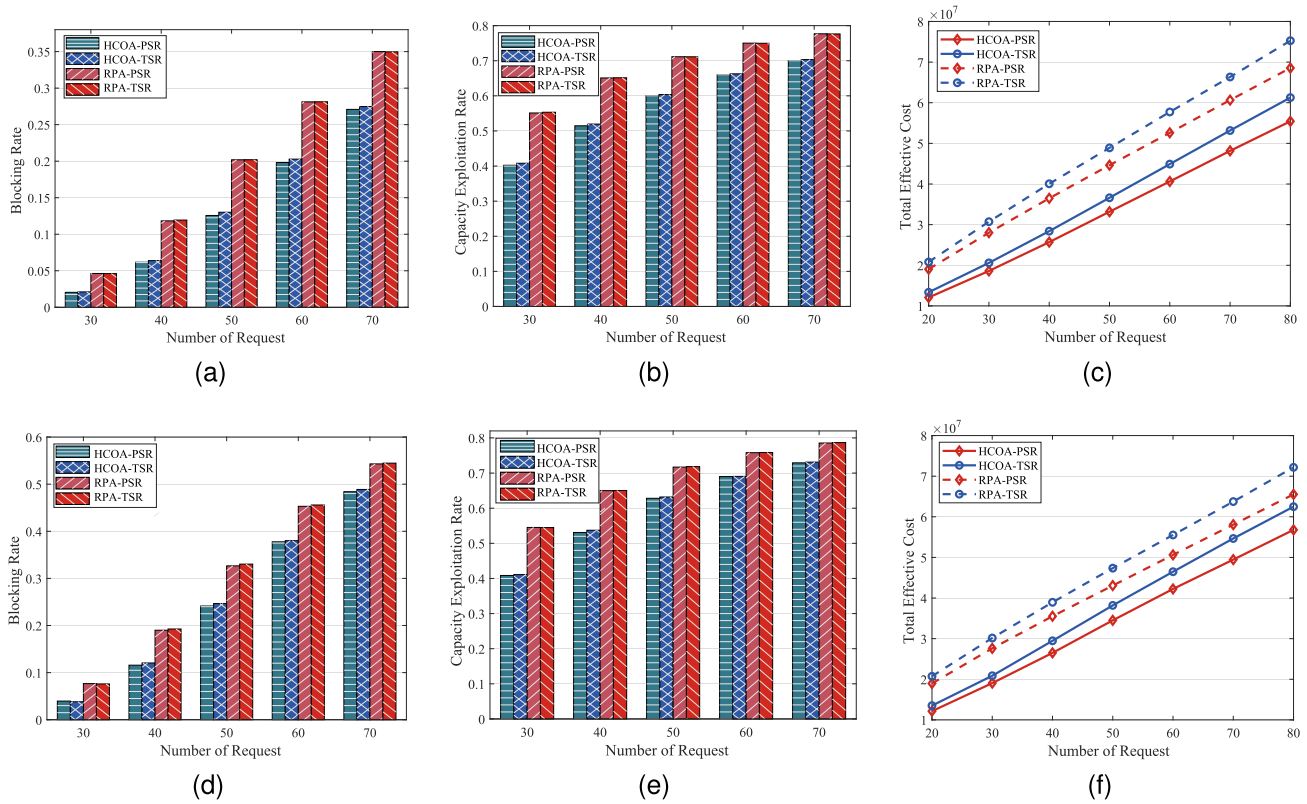 HCOA-PSR
HCOA-TSR
RPA-PSR
RPA-TSR
0.35
0.3
0.25
0.2
0.15
0.1
0.05
0
Blocking Rate
30 40 50 60 70
Number of Request
(a)
HCOA-PSR
HCOA-TSR
RPA-PSR
RPA-TSR
0.8
0.7
0.6
0.5
0.4
0.3
0.2
0.1
0
Capacity Exploitation Rate
30 40 50 60 70
Number of Request
(b)
×10⁷
HCOA-PSR
HCOA-TSR
RPA-PSR
RPA-TSR
8
7
6
5
4
3
2
1
Total Effective Cost
20 30 40 50 60 70 80
Number of Request
(c)
HCOA-PSR
HCOA-TSR
RPA-PSR
RPA-TSR
0.6
0.5
0.4
0.3
0.2
0.1
0
Blocking Rate
30 40 50 60 70
Number of Request
(d)
HCOA-PSR
HCOA-TSR
RPA-PSR
RPA-TSR
0.8
0.7
0.6
0.5
0.4
0.3
0.2
0.1
0
Capacity Exploitation Rate
30 40 50 60 70
Number of Request
(e)
×10⁷
HCOA-PSR
HCOA-TSR
RPA-PSR
RPA-TSR
8
7
6
5
4
3
2
1
Total Effective Cost
20 30 40 50 60 70 80
Number of Request
(f)